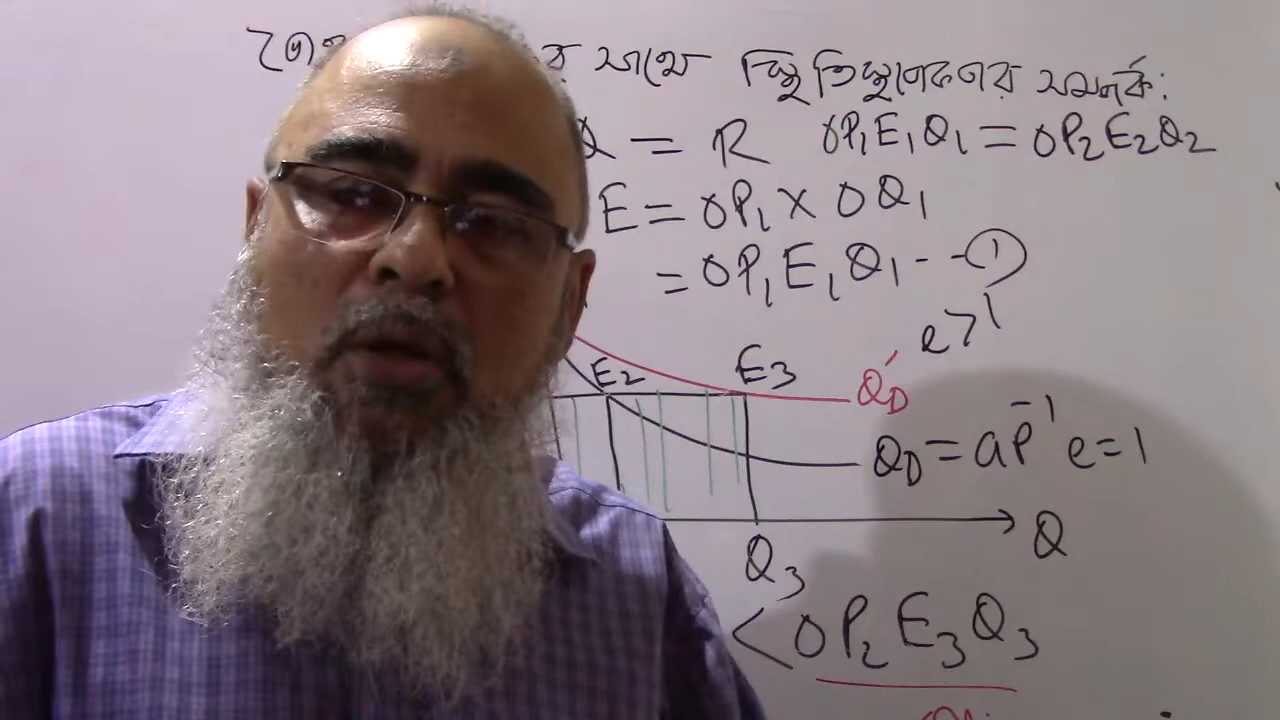 র সাথে স্থিতিস্থাপকতার সম্পর্ক:
Q = R OP₁E₁Q₁ = OP₂E₂Q₂
E = OP₁ × OQ₁
= OP₁E₁Q₁ - - ①
e>1
E₂ E₃ Q'D
QD = aP⁻¹ e=1
Q
Q₃
< OP₂E₃Q₃